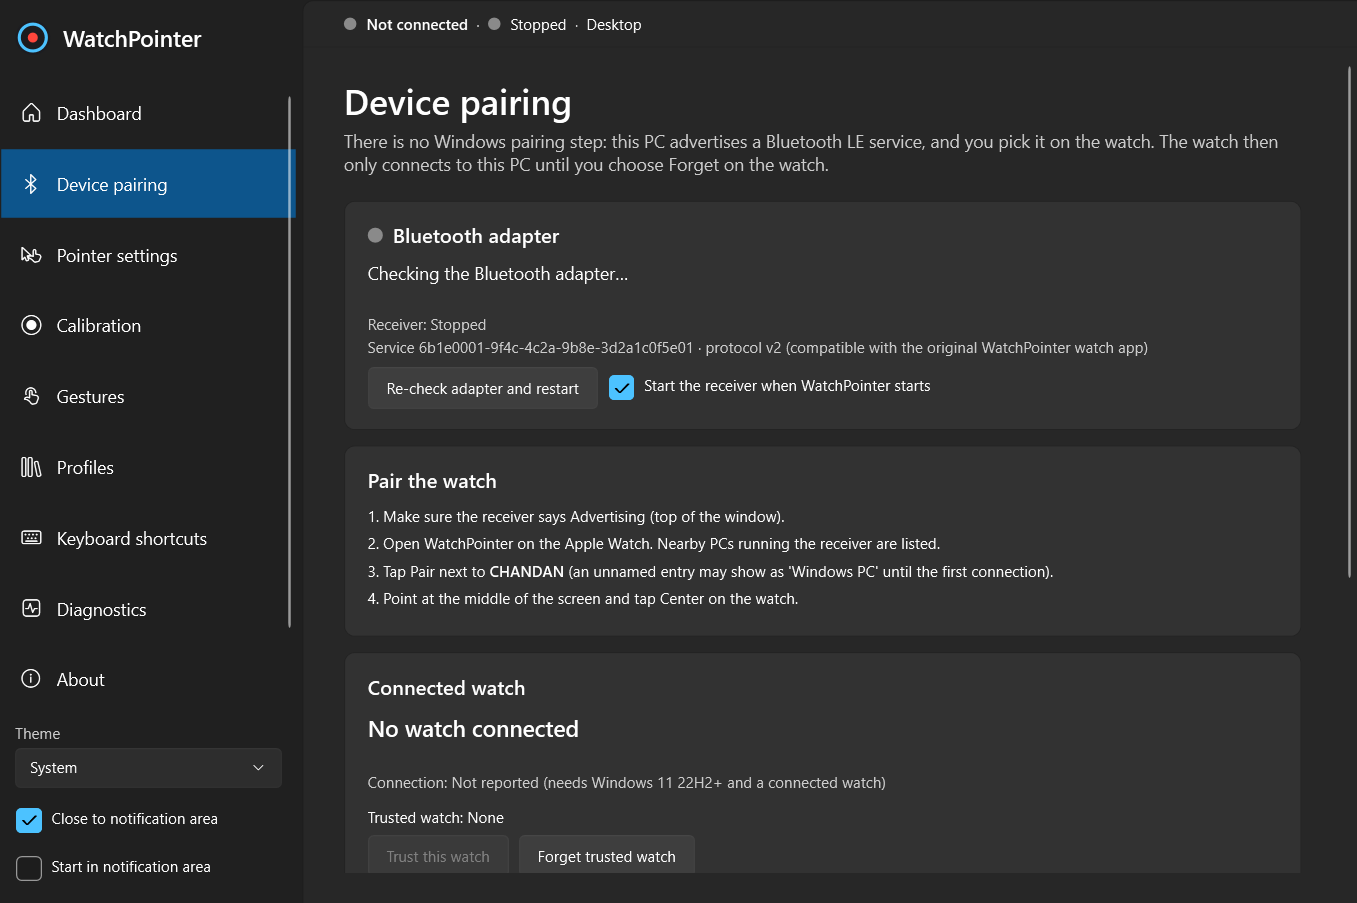 WatchPointer
Dashboard
Device pairing
Pointer settings
Calibration
Gestures
Profiles
Keyboard shortcuts
Diagnostics
About
Theme
System
Close to notification area
Start in notification area
Not connected · Stopped · Desktop
Device pairing
There is no Windows pairing step: this PC advertises a Bluetooth LE service, and you pick it on the watch. The watch then
only connects to this PC until you choose Forget on the watch.
Bluetooth adapter
Checking the Bluetooth adapter...
Receiver: Stopped
Service 6b1e0001-9f4c-4c2a-9b8e-3d2a1c0f5e01 · protocol v2 (compatible with the original WatchPointer watch app)
Re-check adapter and restart
Start the receiver when WatchPointer starts
Pair the watch
1. Make sure the receiver says Advertising (top of the window).
2. Open WatchPointer on the Apple Watch. Nearby PCs running the receiver are listed.
3. Tap Pair next to CHANDAN (an unnamed entry may show as 'Windows PC' until the first connection).
4. Point at the middle of the screen and tap Center on the watch.
Connected watch
No watch connected
Connection: Not reported (needs Windows 11 22H2+ and a connected watch)
Trusted watch: None
Trust this watch
Forget trusted watch